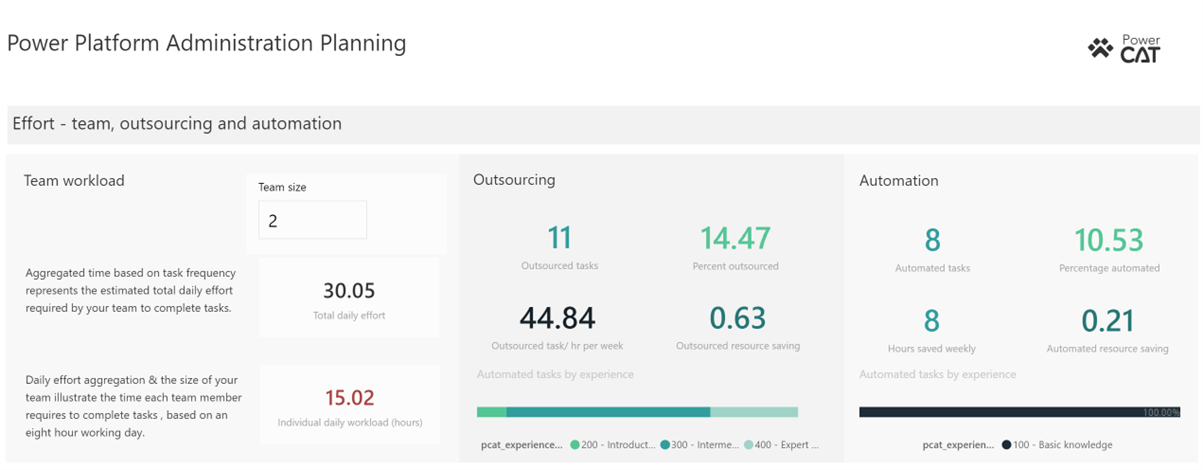 Power Platform Administration Planning
Power
CAT
Effort - team, outsourcing and automation
Team workload
Team size
2
Aggregated time based on task frequency
represents the estimated total daily effort
required by your team to complete tasks.
30.05
Total daily effort
Daily effort aggregation & the size of your
team illustrate the time each team member
requires to complete tasks , based on an
eight hour working day.
15.02
Individual daily workload (hours)
Outsourcing
11
Outsourced tasks
14.47
Percent outsourced
44.84
Outsourced task/ hr per week
0.63
Outsourced resource saving
Automated tasks by experience
pcat_experience... 200 - Introduct... 300 - Interme... 400 - Expert ...
Automation
8
Automated tasks
10.53
Percentage automated
8
Hours saved weekly
0.21
Automated resource saving
Automated tasks by experience
100.00%
pcat_experien... 100 - Basic knowledge